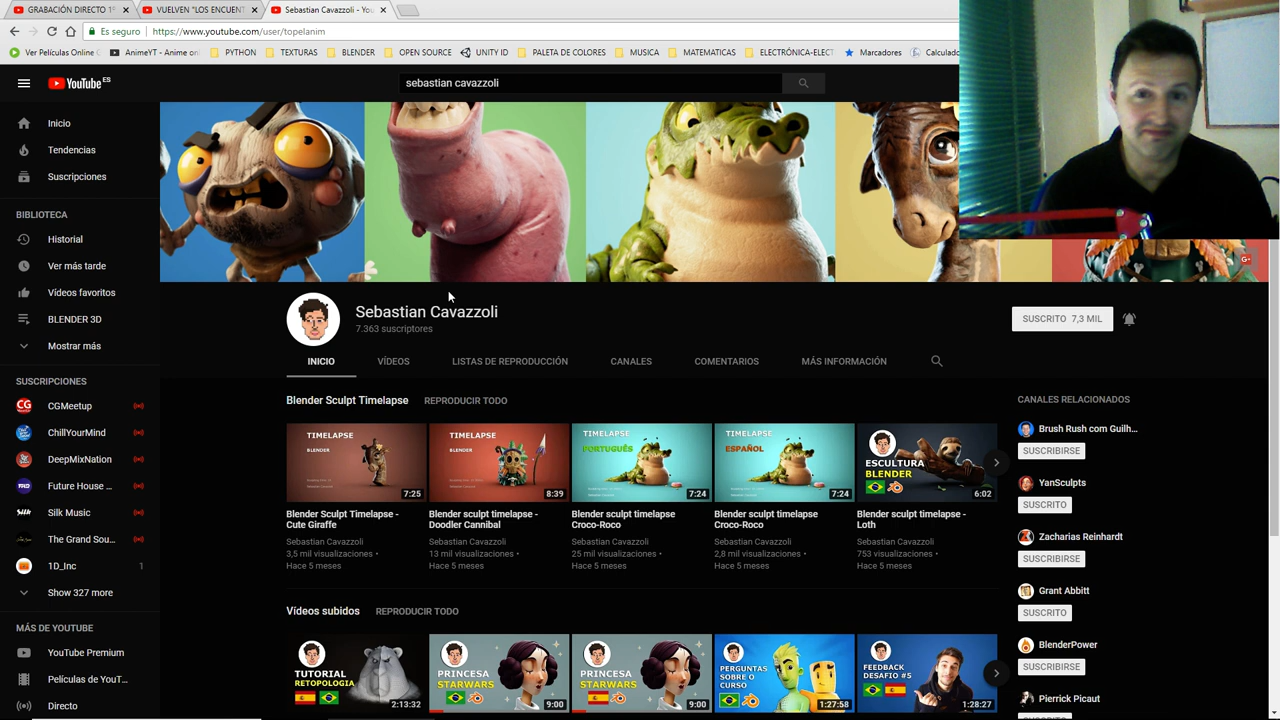 GRABACIÓN DIRECTO 1º
VUELVEN "LOS ENCUENT
Sebastian Cavazzoli - You
Es seguro
https://www.youtube.com/user/topelanim
Ver Películas Online
AnimeYT - Anime on
PYTHON
TEXTURAS
BLENDER
OPEN SOURCE
UNITY ID
PALETA DE COLORES
MUSICA
MATEMATICAS
ELECTRÓNICA-ELECT
Marcadores
Calculado
YouTube ES
sebastian cavazzoli
Inicio
Tendencias
Suscripciones
BIBLIOTECA
Historial
Ver más tarde
Vídeos favoritos
BLENDER 3D
Mostrar más
SUSCRIPCIONES
CGMeetup
ChillYourMind
DeepMixNation
Future House ...
Silk Music
The Grand Sou...
1D_Inc
1
Show 327 more
MÁS DE YOUTUBE
YouTube Premium
Películas de YouT...
Directo
Sebastian Cavazzoli
7.363 suscriptores
SUSCRITO 7,3 MIL
INICIO
VÍDEOS
LISTAS DE REPRODUCCIÓN
CANALES
COMENTARIOS
MÁS INFORMACIÓN
Blender Sculpt Timelapse
REPRODUCIR TODO
TIMELAPSE
BLENDER
7:25
Blender Sculpt Timelapse -
Cute Giraffe
Sebastian Cavazzoli
3,5 mil visualizaciones •
Hace 5 meses
TIMELAPSE
BLENDER
8:39
Blender sculpt timelapse -
Doodler Cannibal
Sebastian Cavazzoli
13 mil visualizaciones •
Hace 5 meses
TIMELAPSE
PORTUGUÊS
7:24
Blender sculpt timelapse
Croco-Roco
Sebastian Cavazzoli
25 mil visualizaciones •
Hace 5 meses
TIMELAPSE
ESPAÑOL
7:24
Blender sculpt timelapse
Croco-Roco
Sebastian Cavazzoli
2,8 mil visualizaciones •
Hace 5 meses
ESCULTURA
BLENDER
6:02
Blender sculpt timelapse -
Loth
Sebastian Cavazzoli
753 visualizaciones •
Hace 5 meses
Vídeos subidos
REPRODUCIR TODO
TUTORIAL
RETOPOLOGIA
2:13:32
PRINCESA
STARWARS
9:00
PRINCESA
STARWARS
9:00
PERGUNTAS
SOBRE O
CURSO
1:27:58
FEEDBACK
DESAFIO #5
1:28:27
CANALES RELACIONADOS
Brush Rush com Guilh...
SUSCRIBIRSE
YanSculpts
SUSCRITO
Zacharias Reinhardt
SUSCRIBIRSE
Grant Abbitt
SUSCRITO
BlenderPower
SUSCRIBIRSE
Pierrick Picaut